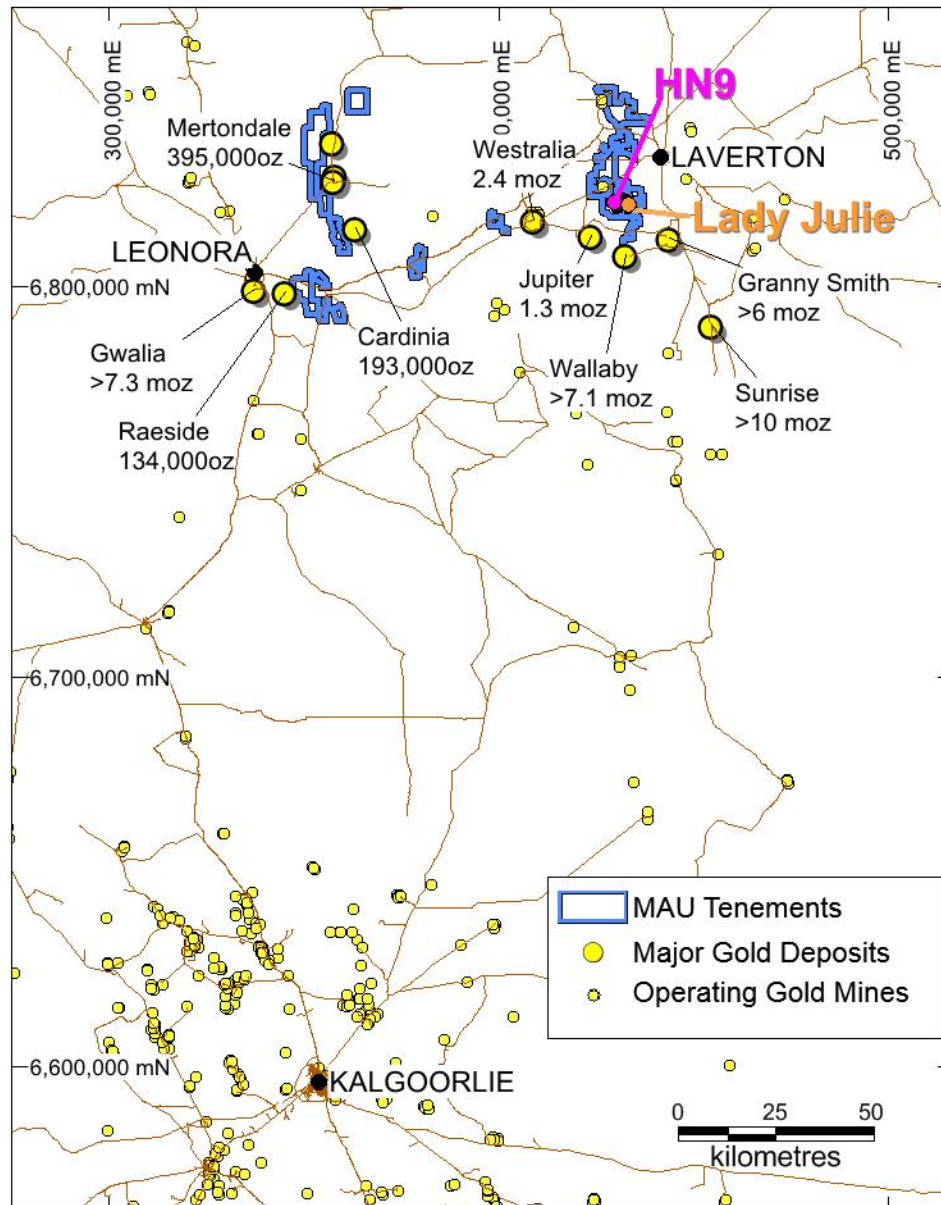 300,000 mE
0,000 mE
500,000 mE
HN9
Mertondale
395,000oz
Westralia
2.4 moz
LAVERTON
Lady Julie
LEONORA
6,800,000 mN
Jupiter
1.3 moz
Granny Smith
>6 moz
Gwalia
>7.3 moz
Cardinia
193,000oz
Wallaby
>7.1 moz
Sunrise
>10 moz
Raeside
134,000oz
6,700,000 mN
MAU Tenements
Major Gold Deposits
Operating Gold Mines
6,600,000 mN
KALGOORLIE
0 25 50
kilometres